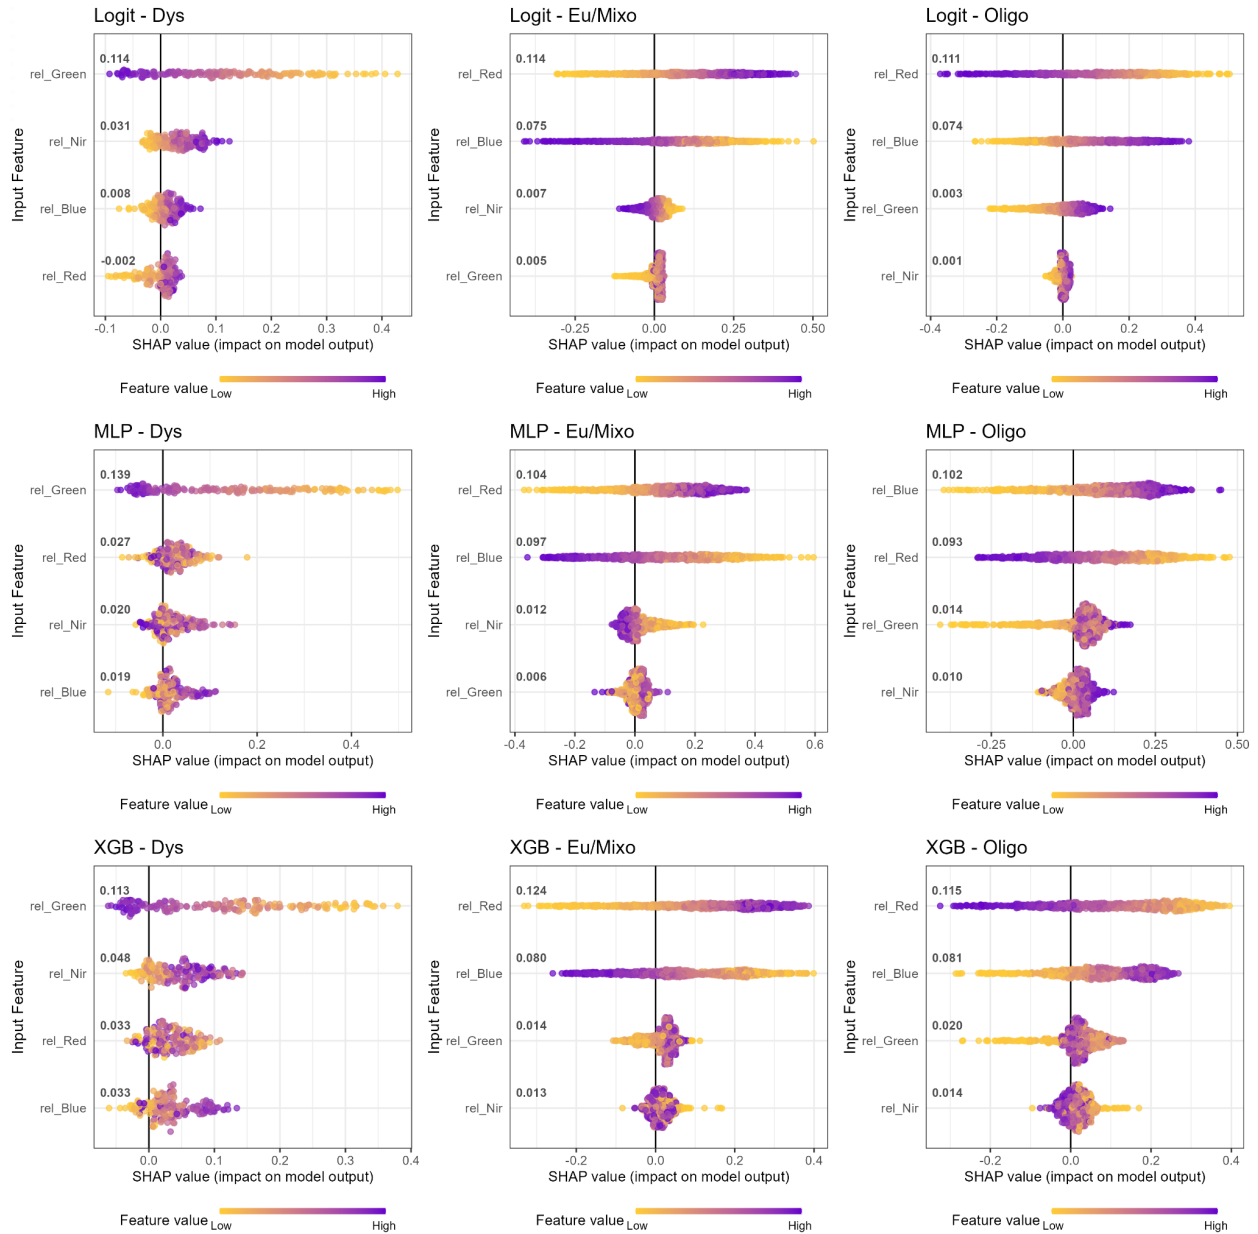 Logit - Dys
Input Feature
rel_Green
0.114
rel_Nir
0.031
rel_Blue
0.008
rel_Red
-0.002
-0.1 0.0 0.1 0.2 0.3 0.4
SHAP value (impact on model output)
Feature value Low High
Logit - Eu/Mixo
Input Feature
rel_Red
0.114
rel_Blue
0.075
rel_Nir
0.007
rel_Green
0.005
-0.25 0.00 0.25 0.50
SHAP value (impact on model output)
Feature value Low High
Logit - Oligo
Input Feature
rel_Red
0.111
rel_Blue
0.074
rel_Green
0.003
rel_Nir
0.001
-0.4 -0.2 0.0 0.2 0.4
SHAP value (impact on model output)
Feature value Low High
MLP - Dys
Input Feature
rel_Green
0.139
rel_Red
0.027
rel_Nir
0.020
rel_Blue
0.019
0.0 0.2 0.4
SHAP value (impact on model output)
Feature value Low High
MLP - Eu/Mixo
Input Feature
rel_Red
0.104
rel_Blue
0.097
rel_Nir
0.012
rel_Green
0.006
-0.4 -0.2 0.0 0.2 0.4 0.6
SHAP value (impact on model output)
Feature value Low High
MLP - Oligo
Input Feature
rel_Blue
0.102
rel_Red
0.093
rel_Green
0.014
rel_Nir
0.010
-0.25 0.00 0.25 0.50
SHAP value (impact on model output)
Feature value Low High
XGB - Dys
Input Feature
rel_Green
0.113
rel_Nir
0.048
rel_Red
0.033
rel_Blue
0.033
0.0 0.1 0.2 0.3 0.4
SHAP value (impact on model output)
Feature value Low High
XGB - Eu/Mixo
Input Feature
rel_Red
0.124
rel_Blue
0.080
rel_Green
0.014
rel_Nir
0.013
-0.2 0.0 0.2 0.4
SHAP value (impact on model output)
Feature value Low High
XGB - Oligo
Input Feature
rel_Red
0.115
rel_Blue
0.081
rel_Green
0.020
rel_Nir
0.014
-0.2 0.0 0.2 0.4
SHAP value (impact on model output)
Feature value Low High